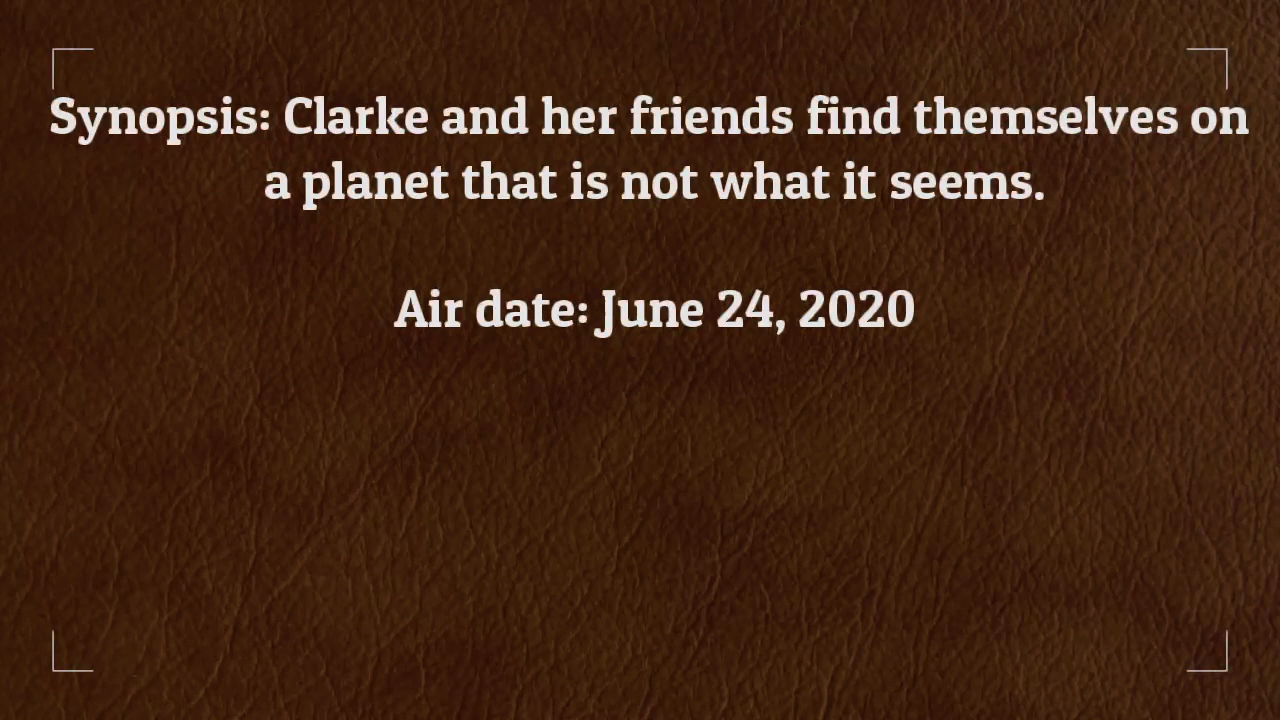 Synopsis: Clarke and her friends find themselves on
a planet that is not what it seems.
Air date: June 24, 2020